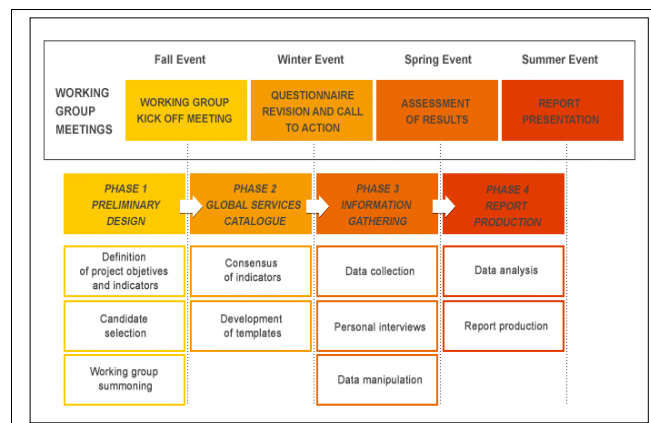 Fall Event
Winter Event
Spring Event
Summer Event
WORKING
GROUP
MEETINGS
WORKING GROUP
KICK OFF MEETING
QUESTIONNAIRE
REVISION AND CALL
TO ACTION
ASSESSMENT
OF RESULTS
REPORT
PRESENTATION
PHASE 1
PRELIMINARY
DESIGN
PHASE 2
GLOBAL SERVICES
CATALOGUE
PHASE 3
INFORMATION
GATHERING
PHASE 4
REPORT
PRODUCTION
Definition
of project objetives
and indicators
Consensus
of indicators
Data collection
Data analysis
Candidate
selection
Development
of templates
Personal interviews
Report production
Working group
summoning
Data manipulation